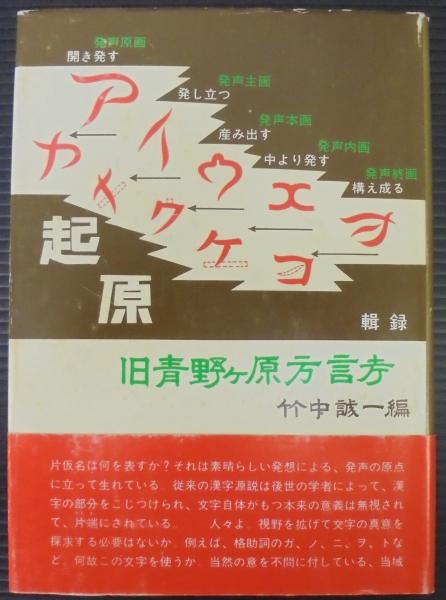 発声原画
開き発す
発声主画
発し立つ
発声本画
産み出す
発声内画
中より発す
発声終画
構え成る
アイウエヲ
カキクケコ
起原
輯録
旧青野ヶ原方言考
竹中誠一編
片仮名は何を表すか?それは素晴らしい発想による、発声の原点
に立って生れている。従来の漢字源説は後世の学者によって、漢
字の部分をこじつけられ、文字自体がもつ本来の意義は無視され
て、片端にされている。 人々よ、視野を拡げて文字の真意を
探求する必要はないか。例えば、格助詞のガ、ノ、ニ、ヲ、トな
ど、何故この文字を使うか。当然の意を不問に付している、当域